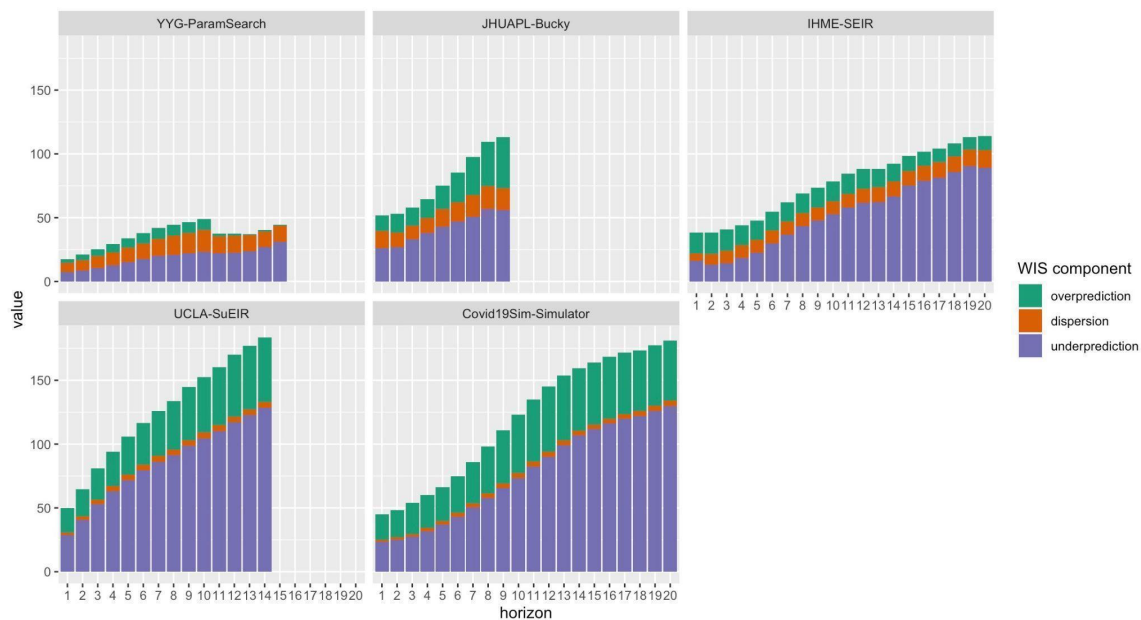 YYG-ParamSearch
JHUAPL-Bucky
IHME-SEIR
150
100
50
0
1 2 3 4 5 6 7 8 9 10 11 12 13 14 15 16 17 18 19 20
WIS component
overprediction
dispersion
underprediction
value
UCLA-SuEIR
Covid19Sim-Simulator
150
100
50
0
1 2 3 4 5 6 7 8 9 10 11 12 13 14 15 16 17 18 19 20
1 2 3 4 5 6 7 8 9 10 11 12 13 14 15 16 17 18 19 20
horizon